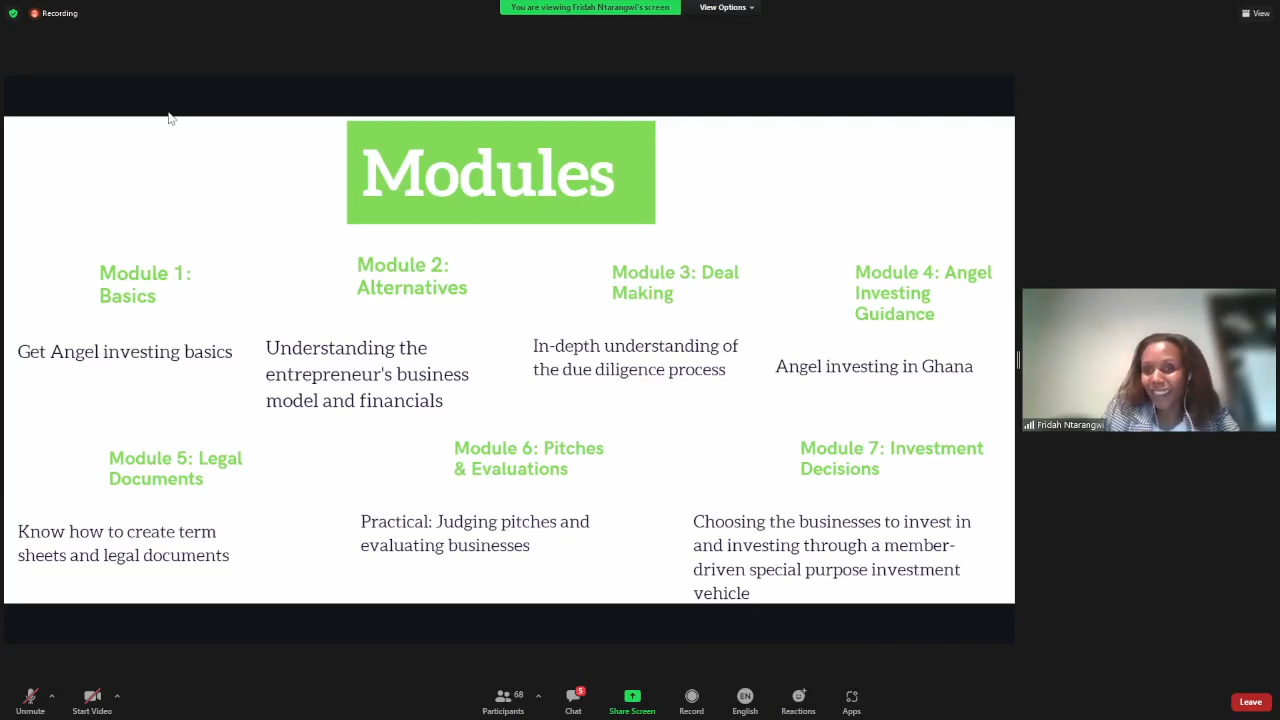 Recording
You are viewing Fridah Ntarangwi's screen
View Options
View
Modules
Module 1:
Basics
Get Angel investing basics
Module 2:
Alternatives
Understanding the
entrepreneur's business
model and financials
Module 3: Deal
Making
In-depth understanding of
the due diligence process
Module 4: Angel
Investing
Guidance
Angel investing in Ghana
Module 5: Legal
Documents
Know how to create term
sheets and legal documents
Module 6: Pitches
& Evaluations
Practical: Judging pitches and
evaluating businesses
Module 7: Investment
Decisions
Choosing the businesses to invest in
and investing through a member-
driven special purpose investment
vehicle
Fridah Ntarangwi
Unmute
Start Video
68
Participants
5
Chat
Share Screen
Record
EN
English
Reactions
Apps
Leave